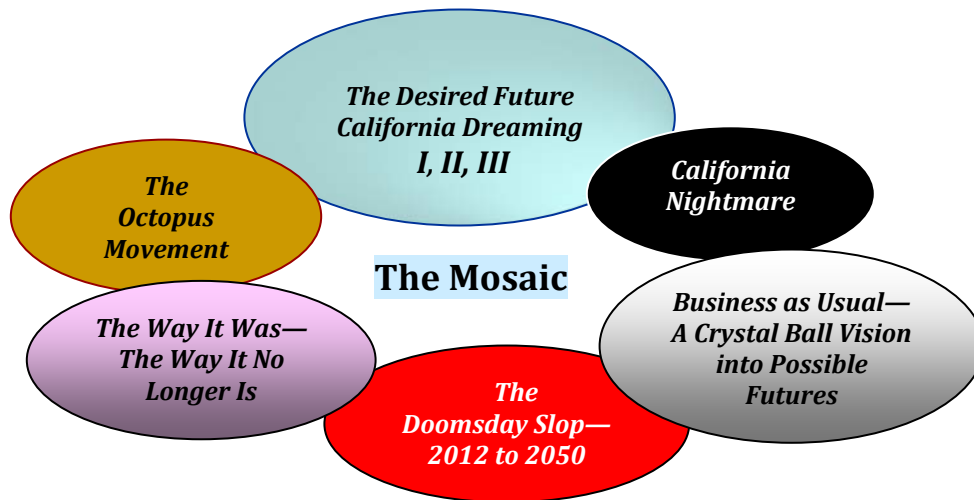 The Desired Future
California Dreaming
I, II, III
California
Nightmare
The
Octopus
Movement
The Mosaic
Business as Usual—
A Crystal Ball Vision
into Possible
Futures
The Way It Was—
The Way It No
Longer Is
The
Doomsday Slop—
2012 to 2050